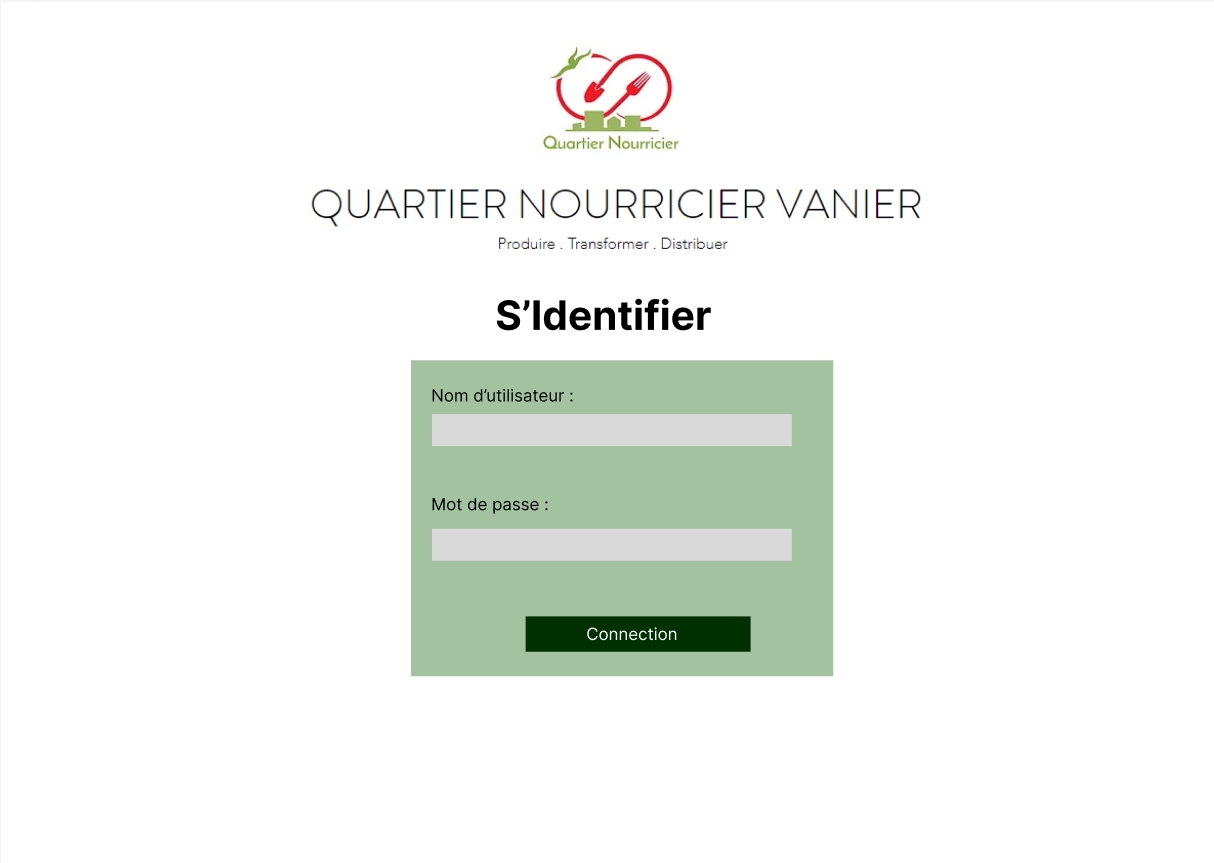 Quartier Nourricier
QUARTIER NOURRICIER VANIER
Produire . Transformer . Distribuer
S’Identifier
Nom d’utilisateur :
Mot de passe :
Connection